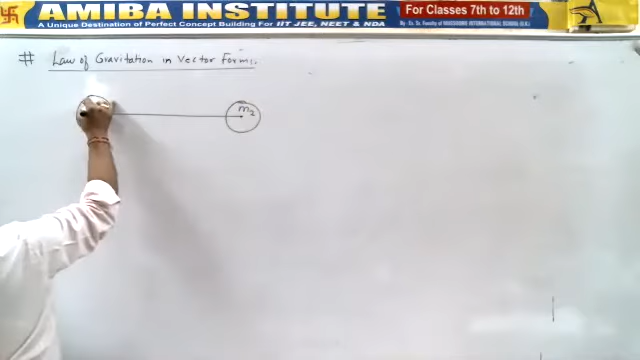 AMIBA INSTITUTE
For Classes 7th to 12th
A Unique Destination of Perfect Concept Building For IIT JEE, NEET & NDA
# Law of Gravitation in Vector Form:.
m2